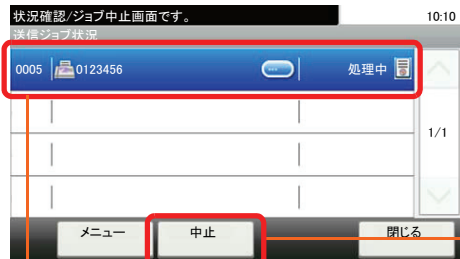 状況確認/ジョブ中止画面です。 10:10
送信ジョブ状況
0005 0123456 処理中
1/1
メニュー 中止 閉じる